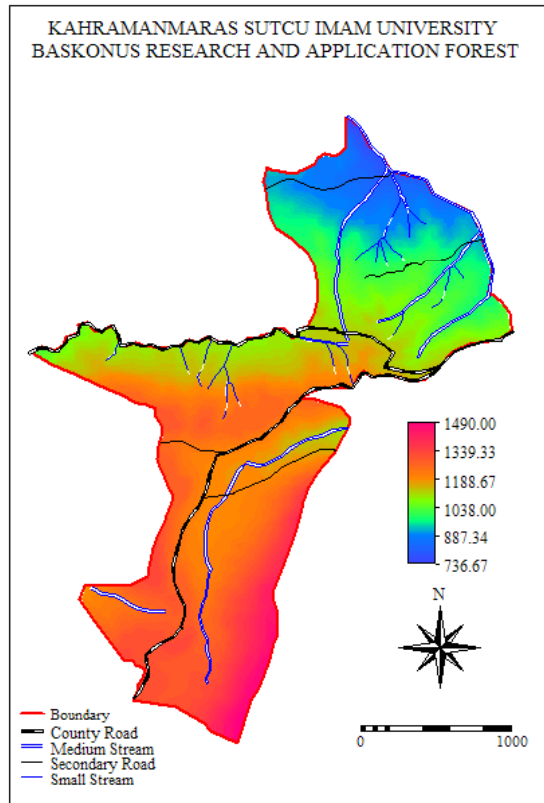 KAHRAMANMARAS SUTCU IMAM UNIVERSITY
BASKONUS RESEARCH AND APPLICATION FOREST
1490.00
1339.33
1188.67
1038.00
887.34
736.67
N
Boundary
County Road
Medium Stream
Secondary Road
Small Stream
0 1000